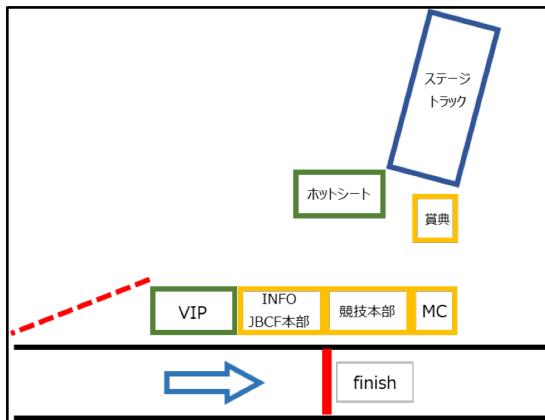 ステージ
トラック
ホットシート
賞典
VIP
INFO
JBCF本部
競技本部
MC
finish